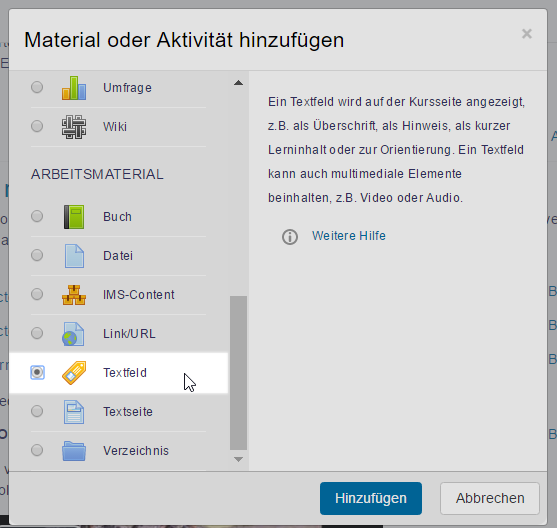 Material oder Aktivität hinzufügen
×
Umfrage
Wiki
ARBEITSMATERIAL
Buch
Datei
IMS-Content
Link/URL
Textfeld
Textseite
Verzeichnis
Ein Textfeld wird auf der Kursseite angezeigt,
z.B. als Überschrift, als Hinweis, als kurzer
Lerninhalt oder zur Orientierung. Ein Textfeld
kann auch multimediale Elemente
beinhalten, z.B. Video oder Audio.
Weitere Hilfe
Hinzufügen
Abbrechen